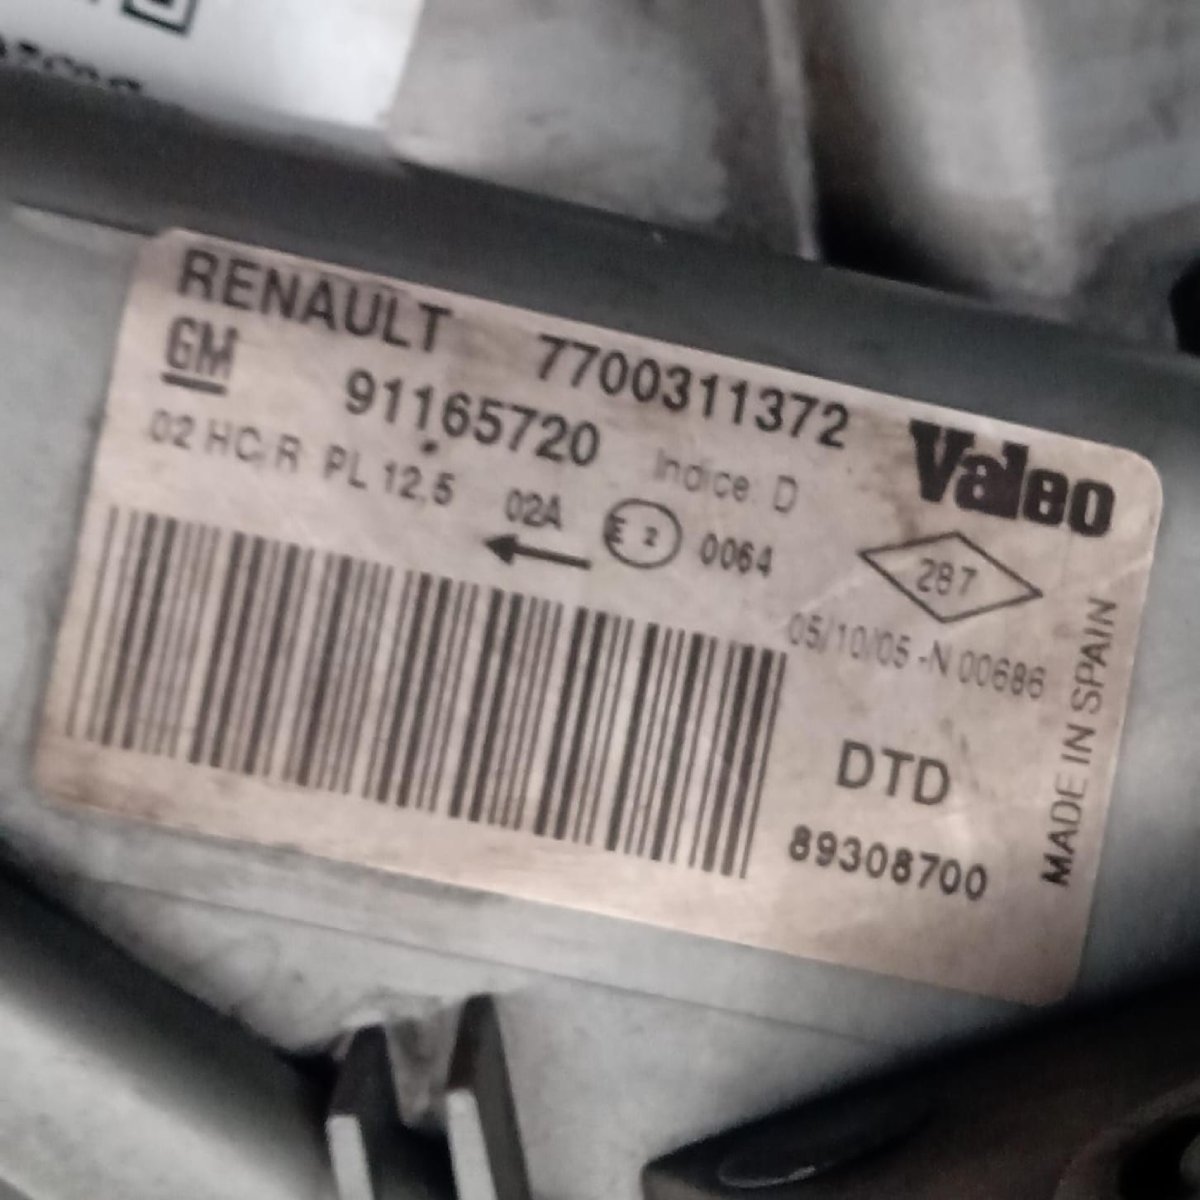 RENAULT 7700311372
GM 91165720 Indice D
Valeo
02 HC/R PL 12,5 02A E 2 0064
287
05/10/05 -N 00686
DTD
89308700
MADE IN SPAIN